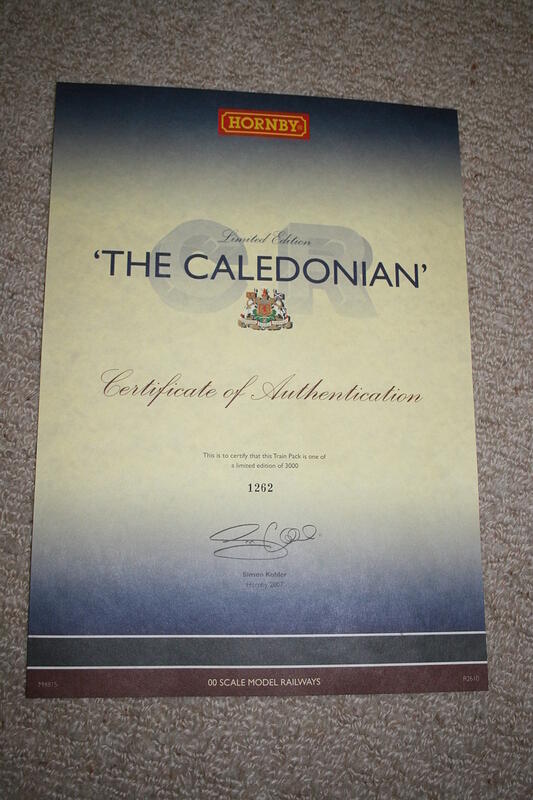 HORNBY®
CR
Limited Edition
'THE CALEDONIAN'
Certificate of Authentication
This is to certify that this Train Pack is one of
a limited edition of 3000
1262
Simon Kohler
Hornby 2007
00 SCALE MODEL RAILWAYS
R2610